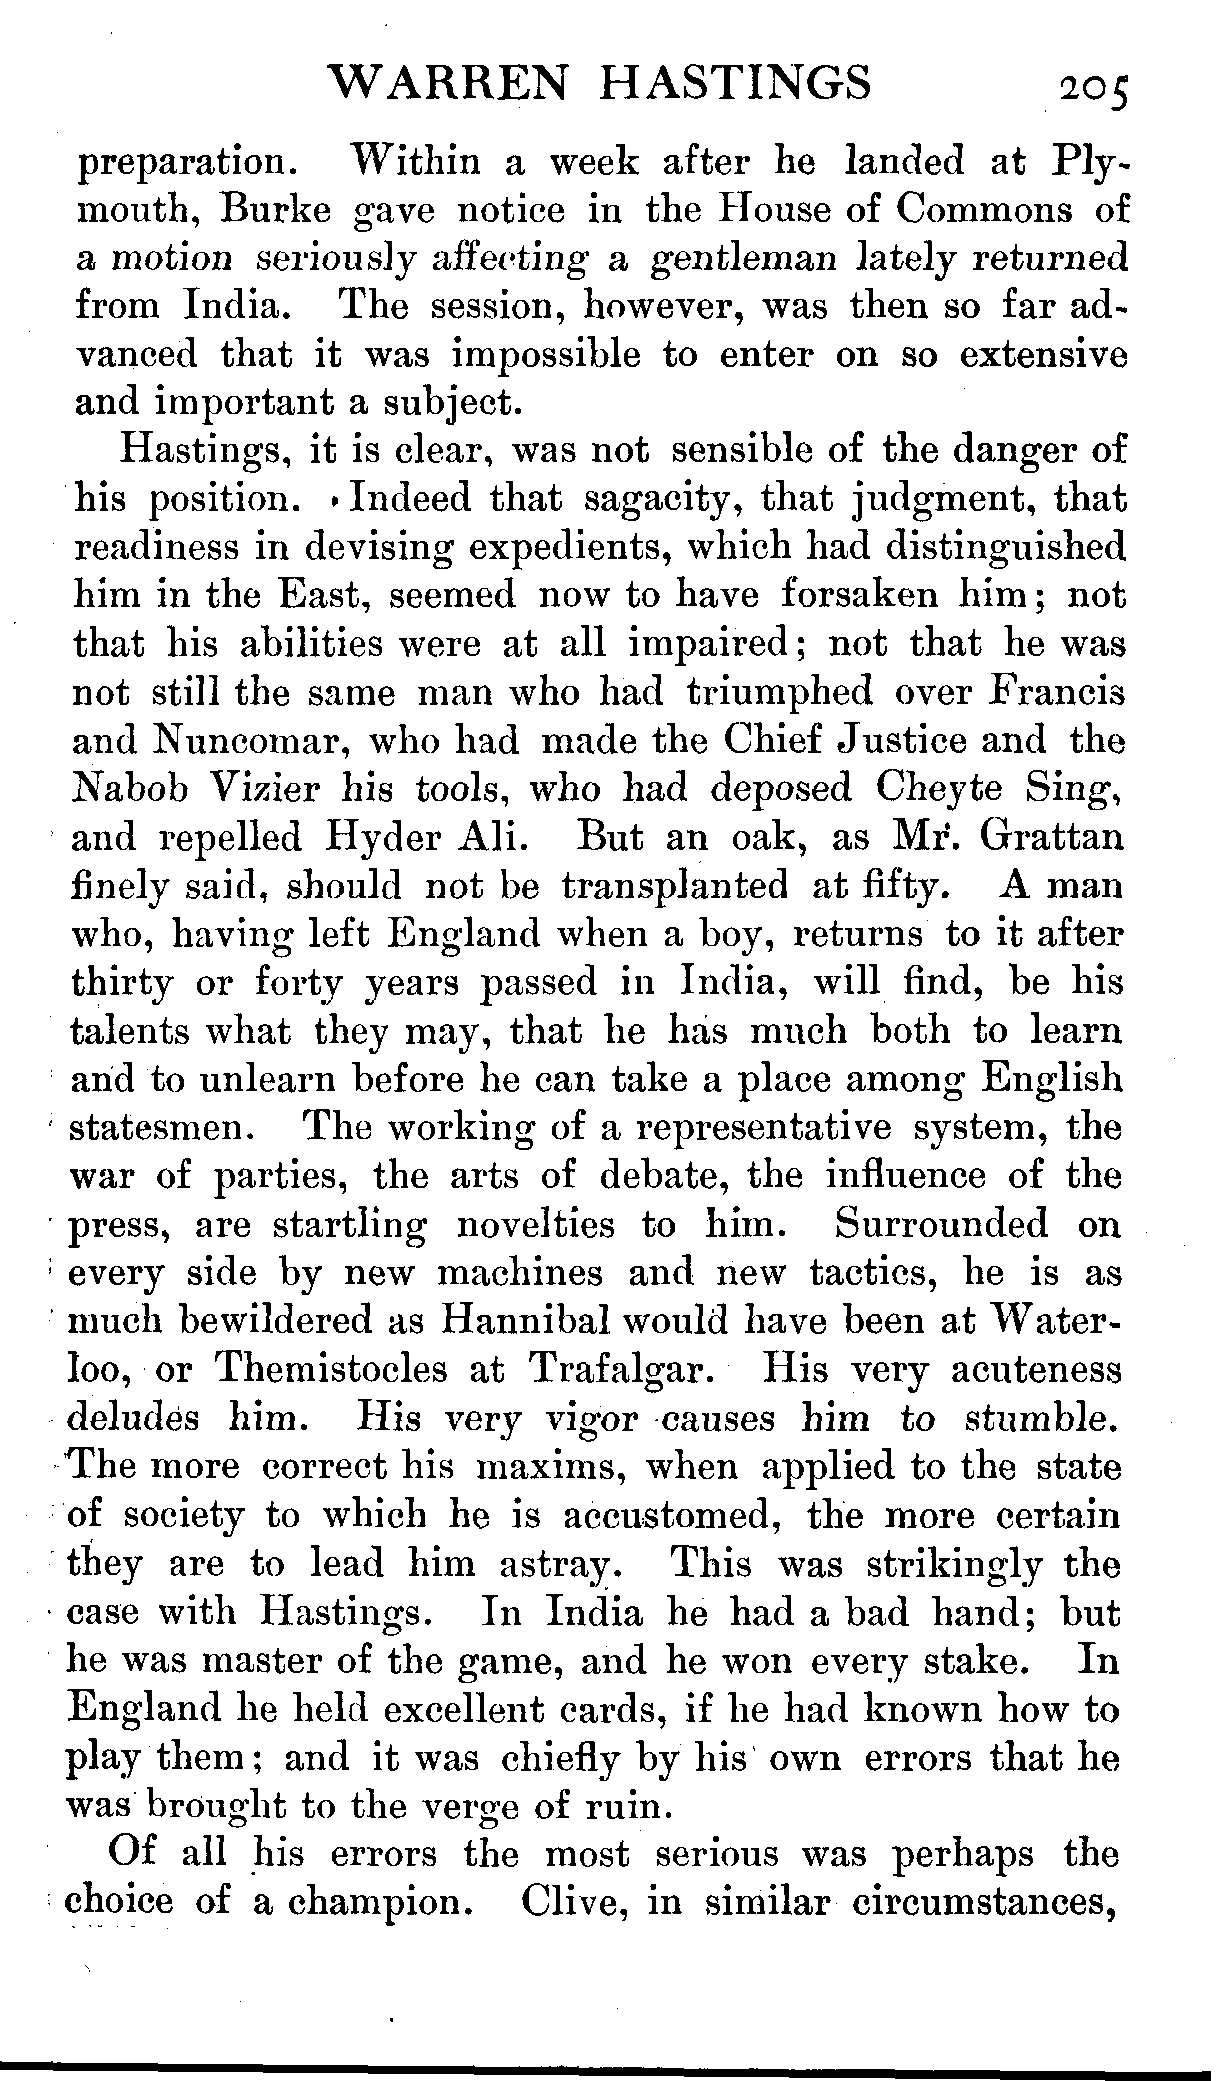 WARREN HASTINGS 205
preparation. Within a week after he landed at Ply-
mouth, Burke gave notice in the House of Commons of
a motion seriously affecting a gentleman lately returned
from India. The session, however, was then so far ad-
vanced that it was impossible to enter on so extensive
and important a subject.
Hastings, it is clear, was not sensible of the danger of
his position. Indeed that sagacity, that judgment, that
readiness in devising expedients, which had distinguished
him in the East, seemed now to have forsaken him; not
that his abilities were at all impaired; not that he was
not still the same man who had triumphed over Francis
and Nuncomar, who had made the Chief Justice and the
Nabob Vizier his tools, who had deposed Cheyte Sing,
and repelled Hyder Ali. But an oak, as Mr. Grattan
finely said, should not be transplanted at fifty. A man
who, having left England when a boy, returns to it after
thirty or forty years passed in India, will find, be his
talents what they may, that he has much both to learn
and to unlearn before he can take a place among English
statesmen. The working of a representative system, the
war of parties, the arts of debate, the influence of the
press, are startling novelties to him. Surrounded on
every side by new machines and new tactics, he is as
much bewildered as Hannibal would have been at Water-
loo, or Themistocles at Trafalgar. His very acuteness
deludes him. His very vigor causes him to stumble.
The more correct his maxims, when applied to the state
of society to which he is accustomed, the more certain
they are to lead him astray. This was strikingly the
case with Hastings. In India he had a bad hand; but
he was master of the game, and he won every stake. In
England he held excellent cards, if he had known how to
play them; and it was chiefly by his own errors that he
was brought to the verge of ruin.
Of all his errors the most serious was perhaps the
choice of a champion. Clive, in similar circumstances,